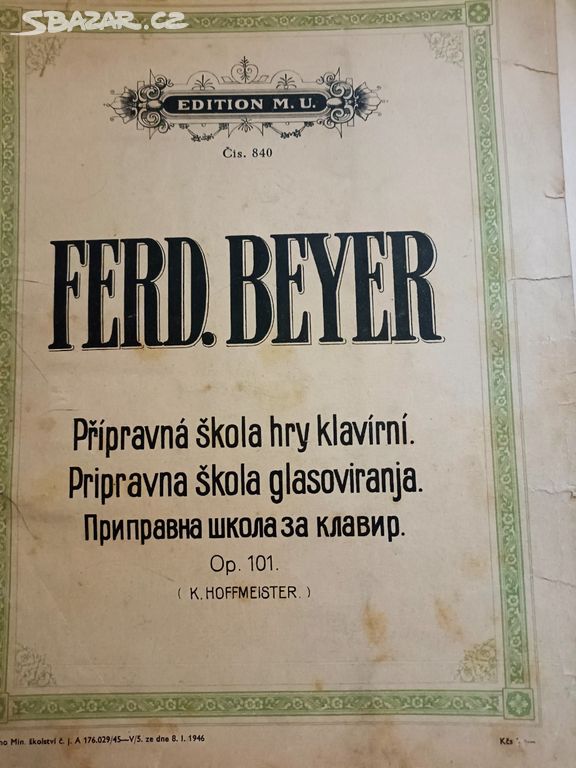 SBAZAR.CZ
EDITION M. U.
Čís. 840
FERD. BEYER
Přípravná škola hry klavírní.
Pripravna škola glasoviranja.
Приправна школа за клавир.
Op. 101.
( K. HOFFMEISTER. )
Min. školství č. j. A 176.029/45—V/5. ze dne 8. I. 1946
Kčs